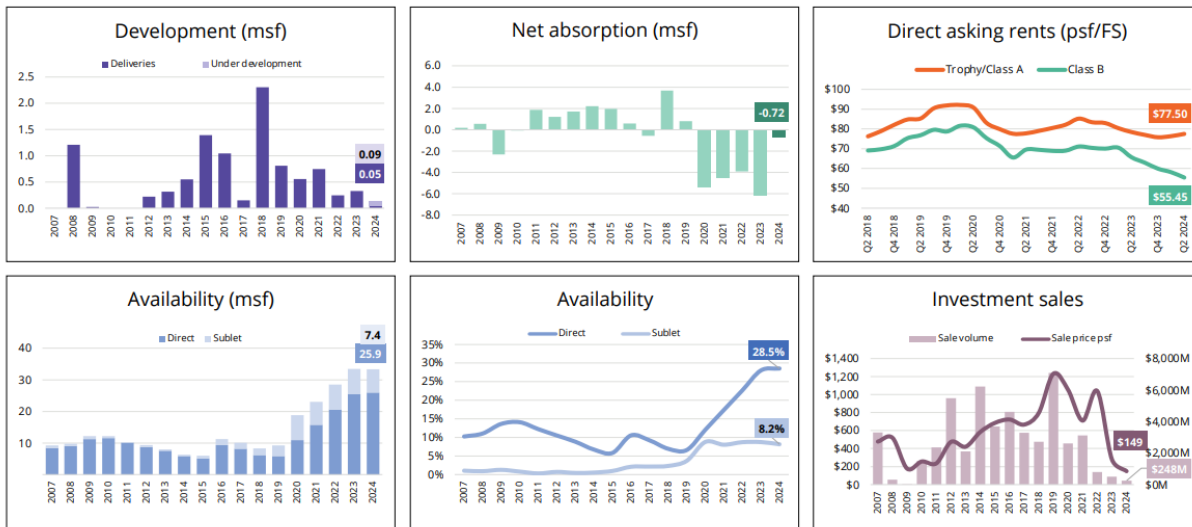 Development (msf)
Deliveries Under development
2.5
2.0
1.5
1.0
0.5
0.0
0.09
0.05
2007 2008 2009 2010 2011 2012 2013 2014 2015 2016 2017 2018 2019 2020 2021 2022 2023 2024
Net absorption (msf)
6.0
4.0
2.0
0.0
-2.0
-4.0
-6.0
-8.0
-0.72
2007 2008 2009 2010 2011 2012 2013 2014 2015 2016 2017 2018 2019 2020 2021 2022 2023 2024
Direct asking rents (psf/FS)
Trophy/Class A Class B
$100
$90
$80
$70
$60
$50
$40
$77.50
$55.45
Q2 2018 Q4 2018 Q2 2019 Q4 2019 Q2 2020 Q4 2020 Q2 2021 Q4 2021 Q2 2022 Q4 2022 Q2 2023 Q4 2023 Q2 2024
Availability (msf)
Direct Sublet
40
30
20
10
7.4
25.9
2007 2008 2009 2010 2011 2012 2013 2014 2015 2016 2017 2018 2019 2020 2021 2022 2023 2024
Availability
Direct Sublet
35%
30%
25%
20%
15%
10%
5%
0%
28.5%
8.2%
2007 2008 2009 2010 2011 2012 2013 2014 2015 2016 2017 2018 2019 2020 2021 2022 2023 2024
Investment sales
Sale volume Sale price psf
$1,400
$1,200
$1,000
$800
$600
$400
$200
$0
$8,000M
$6,000M
$4,000M
$2,000M
$0M
$149
$248M
2007 2008 2009 2010 2011 2012 2013 2014 2015 2016 2017 2018 2019 2020 2021 2022 2023 2024